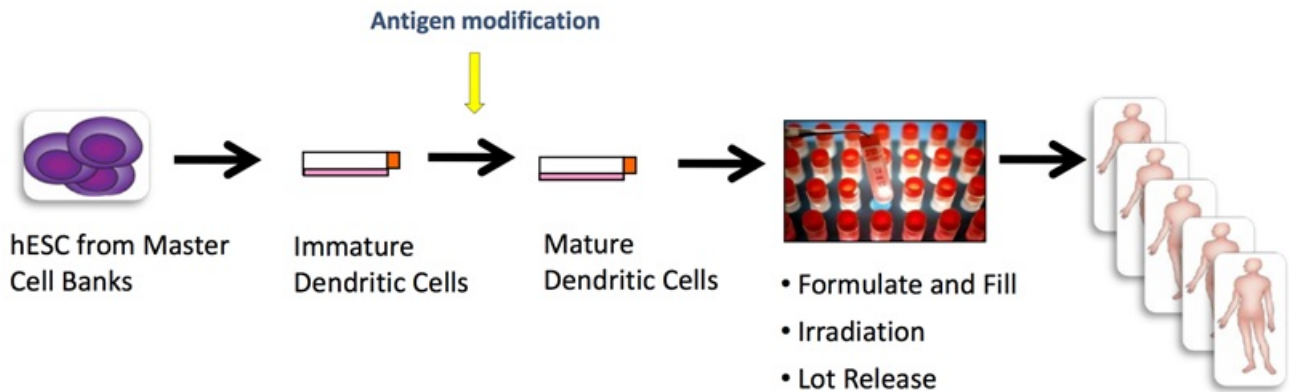 Antigen modification
hESC from Master
Cell Banks
Immature
Dendritic Cells
Mature
Dendritic Cells
• Formulate and Fill
• Irradiation
• Lot Release